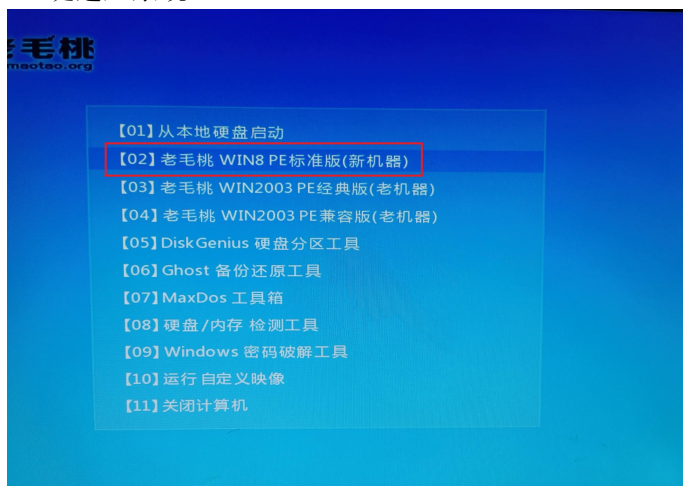 毛桃
maotao.org
【01】从本地硬盘启动
【02】老毛桃 WIN8 PE标准版(新机器)
【03】老毛桃 WIN2003 PE经典版(老机器)
【04】老毛桃 WIN2003 PE兼容版(老机器)
【05】DiskGenius 硬盘分区工具
【06】Ghost 备份还原工具
【07】MaxDos 工具箱
【08】硬盘/内存 检测工具
【09】Windows 密码破解工具
【10】运行自定义映像
【11】关闭计算机